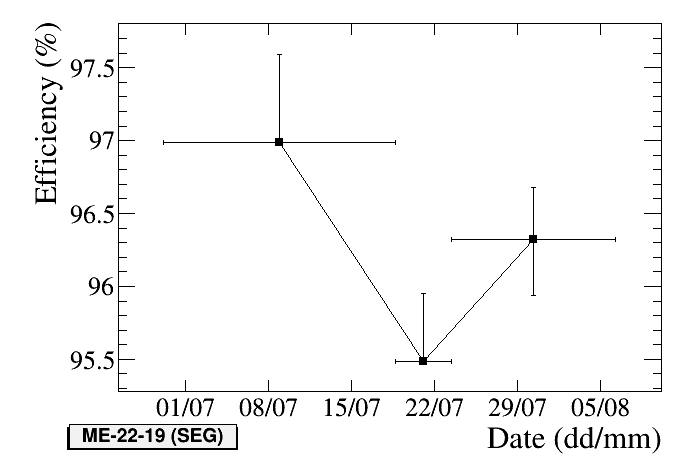 Efficiency (%)
97.5
97
96.5
96
95.5
01/07 08/07 15/07 22/07 29/07 05/08
ME-22-19 (SEG)
Date (dd/mm)